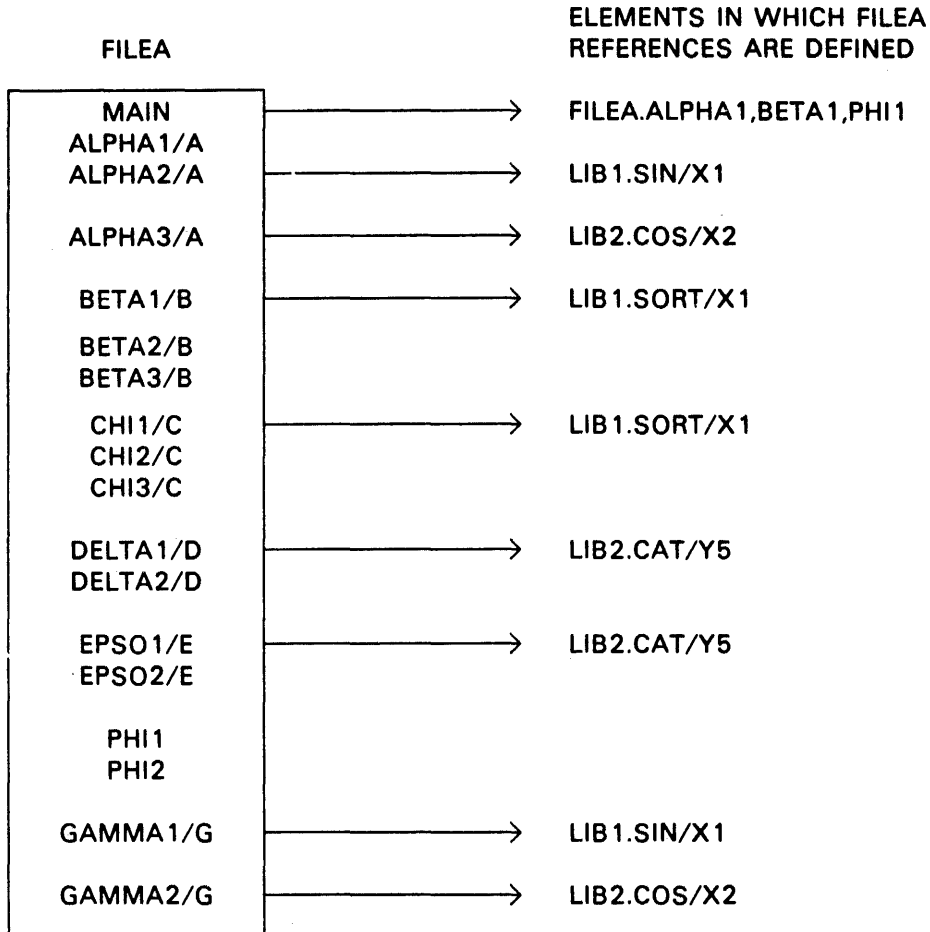 ELEMENTS IN WHICH FILEA
FILEA REFERENCES ARE DEFINED
MAIN FILEA.ALPHA1,BETA1,PHI1
ALPHA1/A
ALPHA2/A LIB1.SIN/X1
ALPHA3/A LIB2.COS/X2
BETA1/B LIB1.SORT/X1
BETA2/B
BETA3/B
CHI1/C LIB1.SORT/X1
CHI2/C
CHI3/C
DELTA1/D LIB2.CAT/Y5
DELTA2/D
EPSO1/E LIB2.CAT/Y5
EPSO2/E
PHI1
PHI2
GAMMA1/G LIB1.SIN/X1
GAMMA2/G LIB2.COS/X2